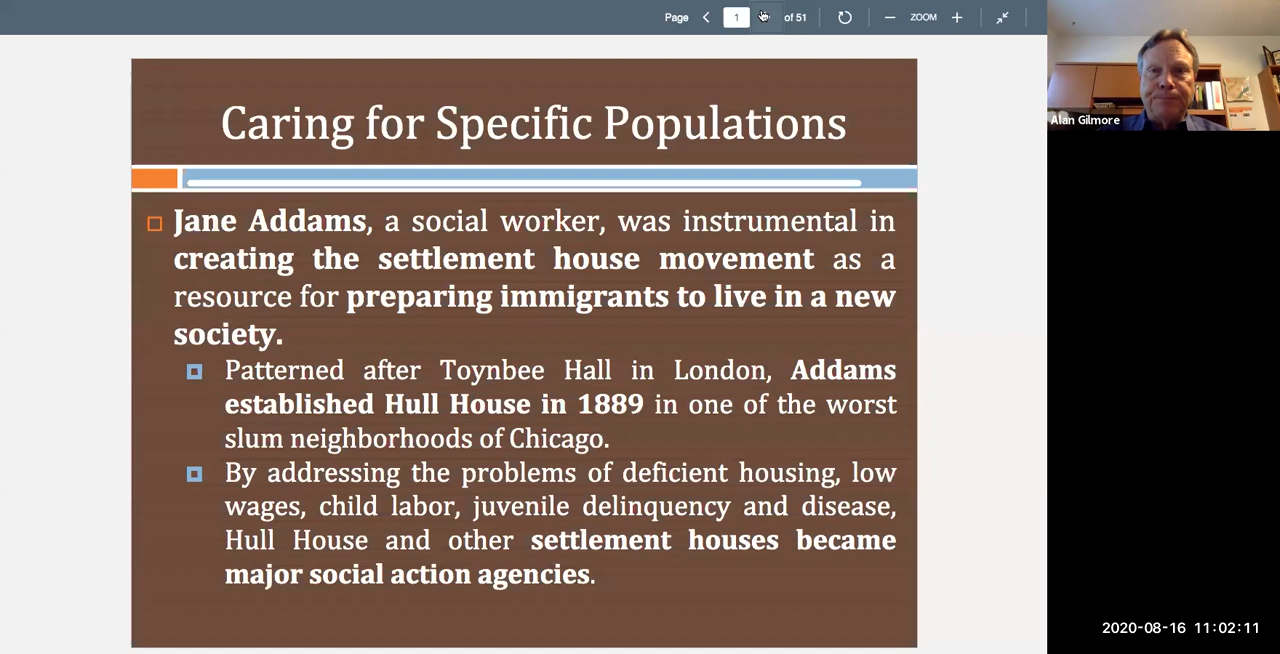 Page 1 of 51 ZOOM
Alan Gilmore
Caring for Specific Populations
Jane Addams, a social worker, was instrumental in
creating the settlement house movement as a
resource for preparing immigrants to live in a new
society.
Patterned after Toynbee Hall in London, Addams
established Hull House in 1889 in one of the worst
slum neighborhoods of Chicago.
By addressing the problems of deficient housing, low
wages, child labor, juvenile delinquency and disease,
Hull House and other settlement houses became
major social action agencies.
2020-08-16 11:02:11